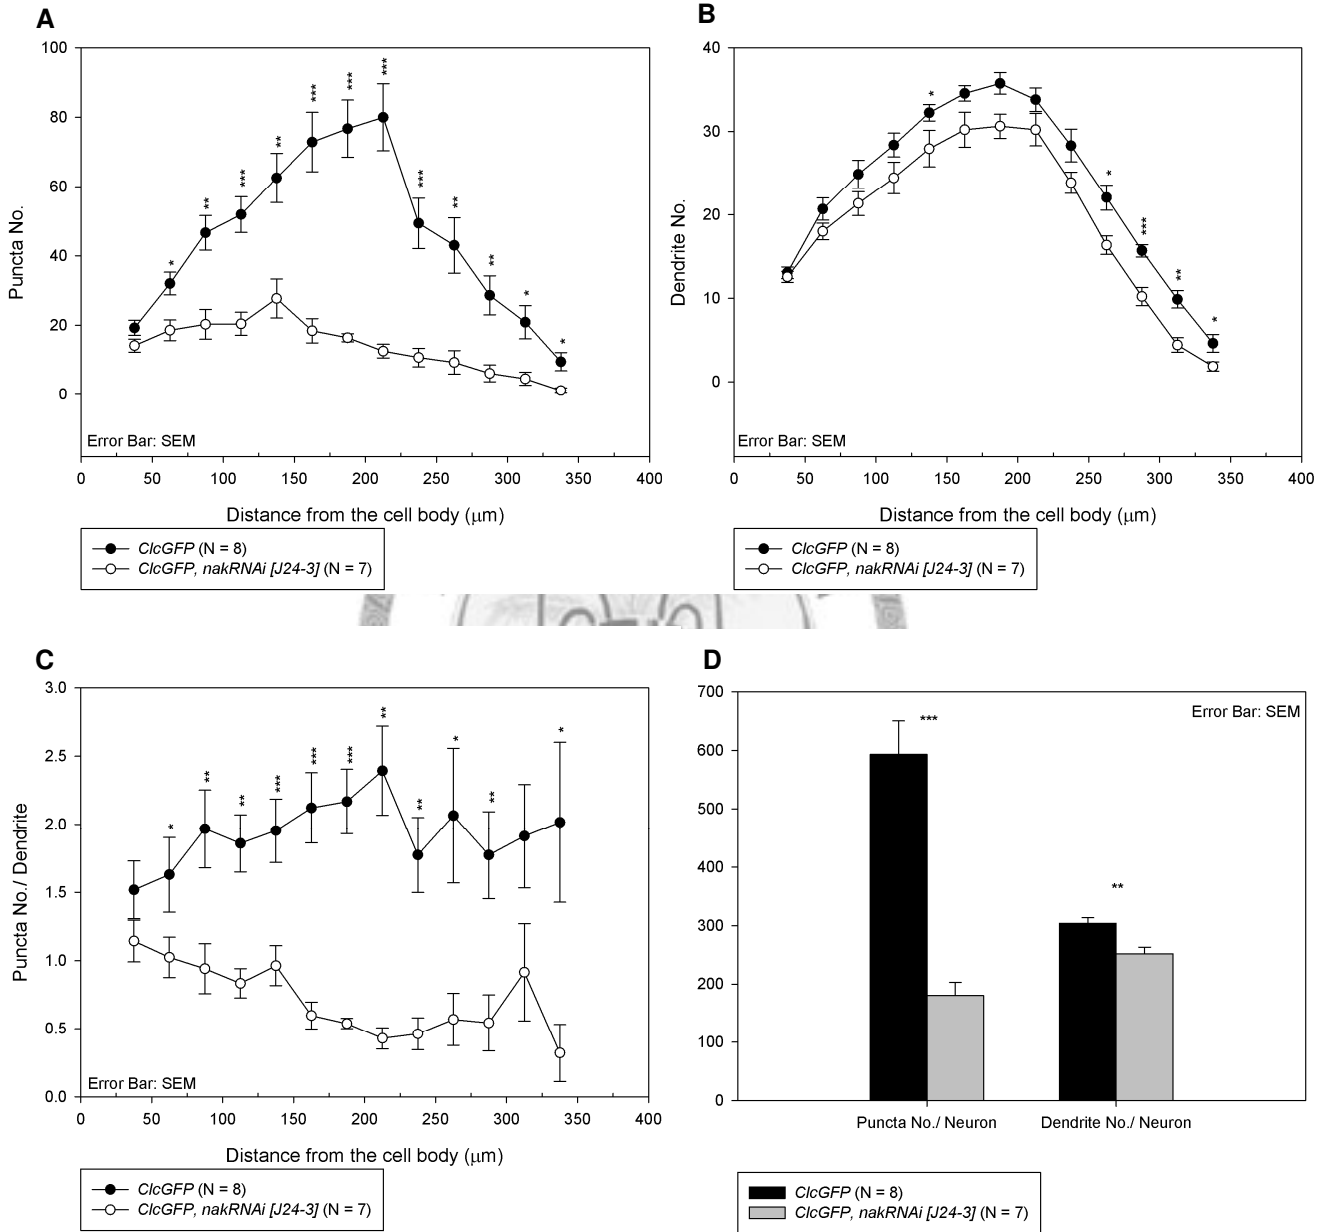 A
100
80
60
40
20
0
Puncta No.
* ** *** ** *** *** *** *** ** ** * *
Error Bar: SEM
0 50 100 150 200 250 300 350 400
Distance from the cell body (μm)
ClcGFP (N = 8)
ClcGFP, nakRNAi [J24-3] (N = 7)
B
40
30
20
10
0
Dendrite No.
* * *** ** *
Error Bar: SEM
0 50 100 150 200 250 300 350 400
Distance from the cell body (μm)
ClcGFP (N = 8)
ClcGFP, nakRNAi [J24-3] (N = 7)
C
3.0
2.5
2.0
1.5
1.0
0.5
0.0
Puncta No./ Dendrite
* ** ** *** *** *** ** ** * ** *
Error Bar: SEM
0 50 100 150 200 250 300 350 400
Distance from the cell body (μm)
ClcGFP (N = 8)
ClcGFP, nakRNAi [J24-3] (N = 7)
D
700
600
500
400
300
200
100
0
Error Bar: SEM
***
**
Puncta No./ Neuron Dendrite No./ Neuron
ClcGFP (N = 8)
ClcGFP, nakRNAi [J24-3] (N = 7)